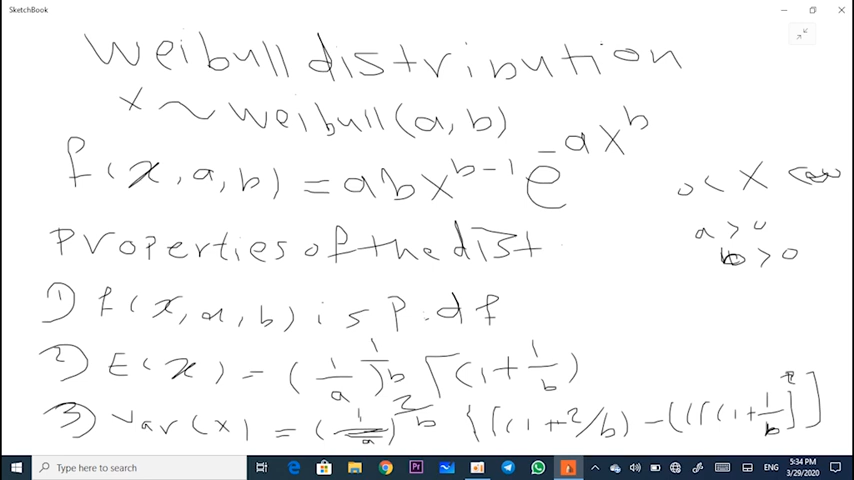 SketchBook
Weibull distribution
x ~ Weibull(a,b)
f(x,a,b) = abx^{b-1} e^{-ax^b}
0 < X < ∞
a > 0
b > 0
Properties of the dist
1) f(x,a,b) is P.df
2) E(x) = (1/a)^{1/b} Γ(1+1/b)
3) Var(x) = (1/a)^{2/b} {Γ(1+2/b) - (Γ(1+1/b)]^2]
Type here to search
ENG
5:34 PM
3/29/2020